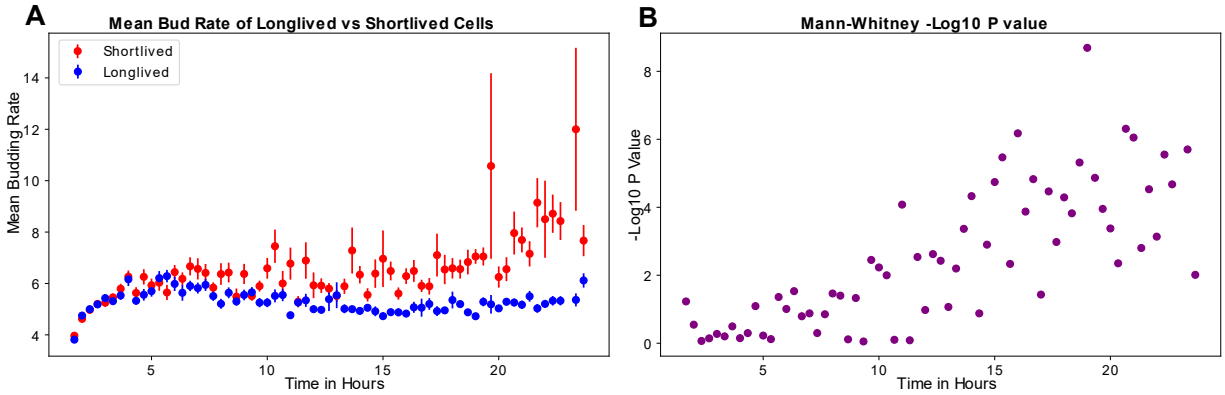 A
Mean Bud Rate of Longlived vs Shortlived Cells
Shortlived
Longlived
Mean Budding Rate
14
12
10
8
6
4
5
10
15
20
Time in Hours
B
Mann-Whitney -Log10 P value
-Log10 P Value
8
6
4
2
0
5
10
15
20
Time in Hours